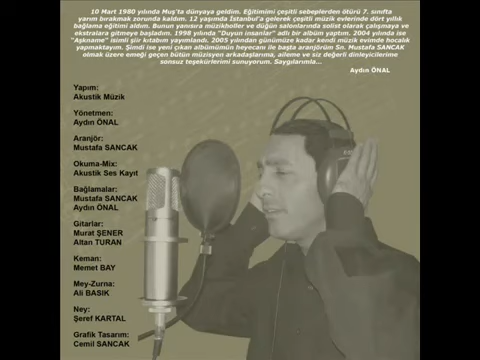 10 Mart 1980 yılında Muş'ta dünyaya geldim. Eğitimimi çeşitli sebeplerden ötürü 7. sınıfta
yarım bırakmak zorunda kaldım. 12 yaşımda İstanbul'a gelerek çeşitli müzik evlerinde dört yıllık
bağlama eğitimi aldım. Bunun yanısıra müzikholler ve düğün salonlarında solist olarak çalışmaya ve
ekstralara gitmeye başladım. 1998 yılında "Duyun insanlar" adlı bir albüm yaptım. 2004 yılında ise
"Aşkname" isimli şiir kitabım yayımlandı. 2005 yılından günümüze kadar kendi müzik evimde hocalık
yapmaktayım. Şimdi ise yeni çıkan albümümün heyecanı ile başta aranjörüm Sn. Mustafa SANCAK
olmak üzere emeği geçen bütün müzisyen arkadaşlarıma, aileme ve siz değerli dinleyicilerime
sonsuz teşekürlerimi sunuyorum. Saygılarımla...
Aydın ÖNAL
Yapım:
Akustik Müzik
Yönetmen:
Aydın ÖNAL
Aranjör:
Mustafa SANCAK
Okuma-Mix:
Akustik Ses Kayıt
Bağlamalar:
Mustafa SANCAK
Aydın ÖNAL
Gitarlar:
Murat ŞENER
Altan TURAN
Keman:
Memet BAY
Mey-Zurna:
Ali BASIK
Ney:
Şeref KARTAL
Grafik Tasarım:
Cemil SANCAK